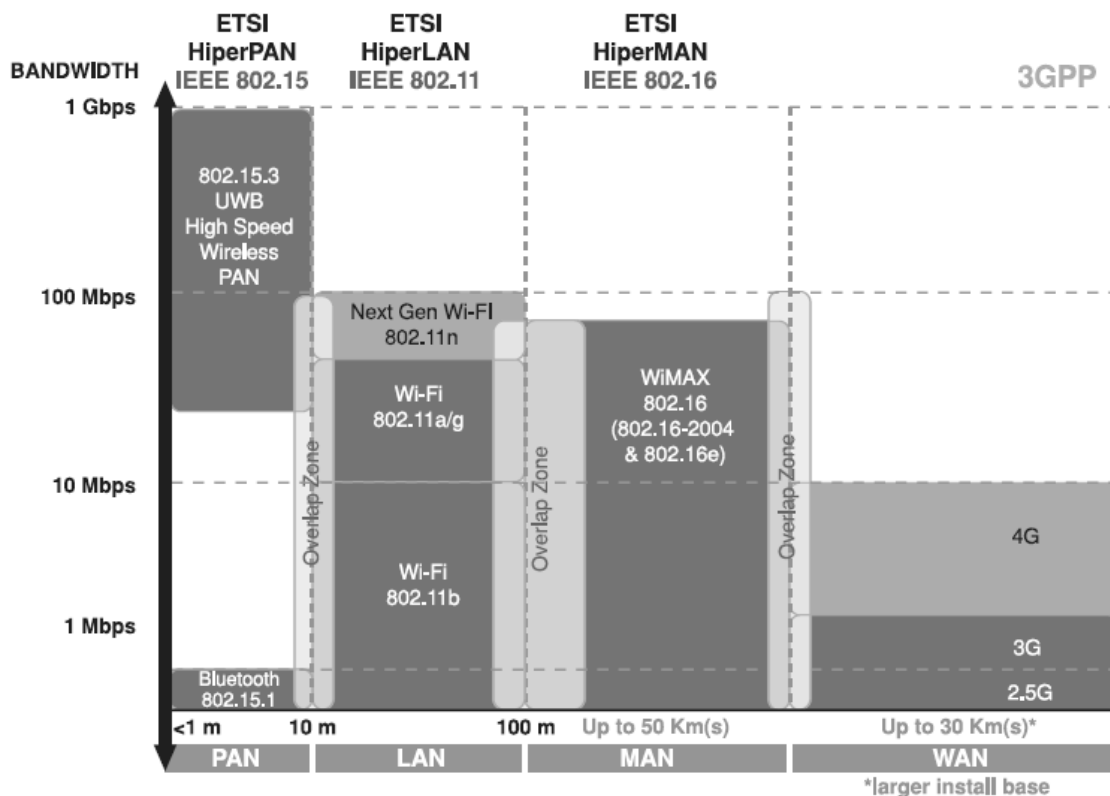 ETSI
HiperPAN
IEEE 802.15
ETSI
HiperLAN
IEEE 802.11
ETSI
HiperMAN
IEEE 802.16
3GPP
BANDWIDTH
1 Gbps
100 Mbps
10 Mbps
1 Mbps
802.15.3
UWB
High Speed
Wireless
PAN
Bluetooth
802.15.1
Overlap Zone
Next Gen Wi-FI
802.11n
Wi-Fi
802.11a/g
Wi-Fi
802.11b
Overlap Zone
WiMAX
802.16
(802.16-2004
& 802.16e)
Overlap Zone
4G
3G
2.5G
<1 m
10 m
100 m
Up to 50 Km(s)
Up to 30 Km(s)*
PAN
LAN
MAN
WAN
*larger install base